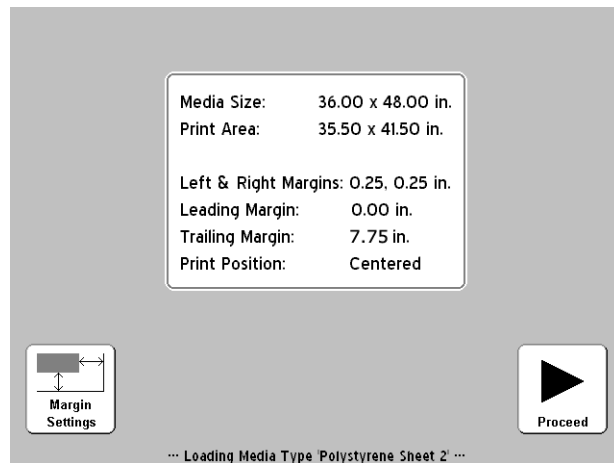 Media Size: 36.00 x 48.00 in.
Print Area: 35.50 x 41.50 in.
Left & Right Margins: 0.25, 0.25 in.
Leading Margin: 0.00 in.
Trailing Margin: 7.75 in.
Print Position: Centered
Margin
Settings
Proceed
··· Loading Media Type 'Polystyrene Sheet 2' ···